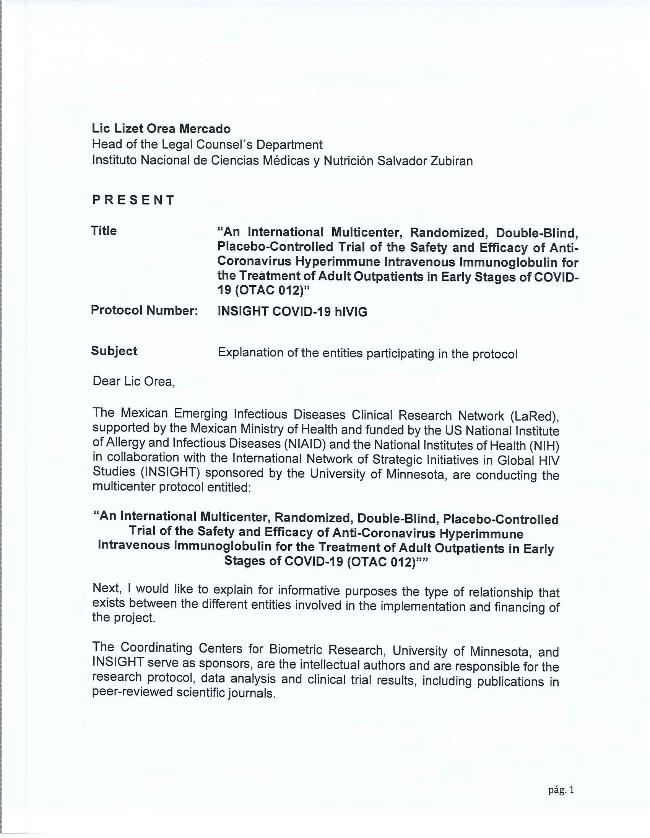 Lic Lizet Orea Mercado
Head of the Legal Counsel´s Department
Instituto Nacional de Ciencias Médicas y Nutrición Salvador Zubiran
P R E S E N T
Title "An International Multicenter, Randomized, Double-Blind,
Placebo-Controlled Trial of the Safety and Efficacy of Anti-
Coronavirus Hyperimmune Intravenous Immunoglobulin for
the Treatment of Adult Outpatients in Early Stages of COVID-
19 (OTAC 012)"
Protocol Number: INSIGHT COVID-19 hIVIG
Subject Explanation of the entities participating in the protocol
Dear Lic Orea,
The Mexican Emerging Infectious Diseases Clinical Research Network (LaRed),
supported by the Mexican Ministry of Health and funded by the US National Institute
of Allergy and Infectious Diseases (NIAID) and the National Institutes of Health (NIH)
in collaboration with the International Network of Strategic Initiatives in Global HIV
Studies (INSIGHT) sponsored by the University of Minnesota, are conducting the
multicenter protocol entitled:
"An International Multicenter, Randomized, Double-Blind, Placebo-Controlled
Trial of the Safety and Efficacy of Anti-Coronavirus Hyperimmune
Intravenous Immunoglobulin for the Treatment of Adult Outpatients in Early
Stages of COVID-19 (OTAC 012)""
Next, I would like to explain for informative purposes the type of relationship that
exists between the different entities involved in the implementation and financing of
the project.
The Coordinating Centers for Biometric Research, University of Minnesota, and
INSIGHT serve as sponsors, are the intellectual authors and are responsible for the
research protocol, data analysis and clinical trial results, including publications in
peer-reviewed scientific journals.
pág. 1